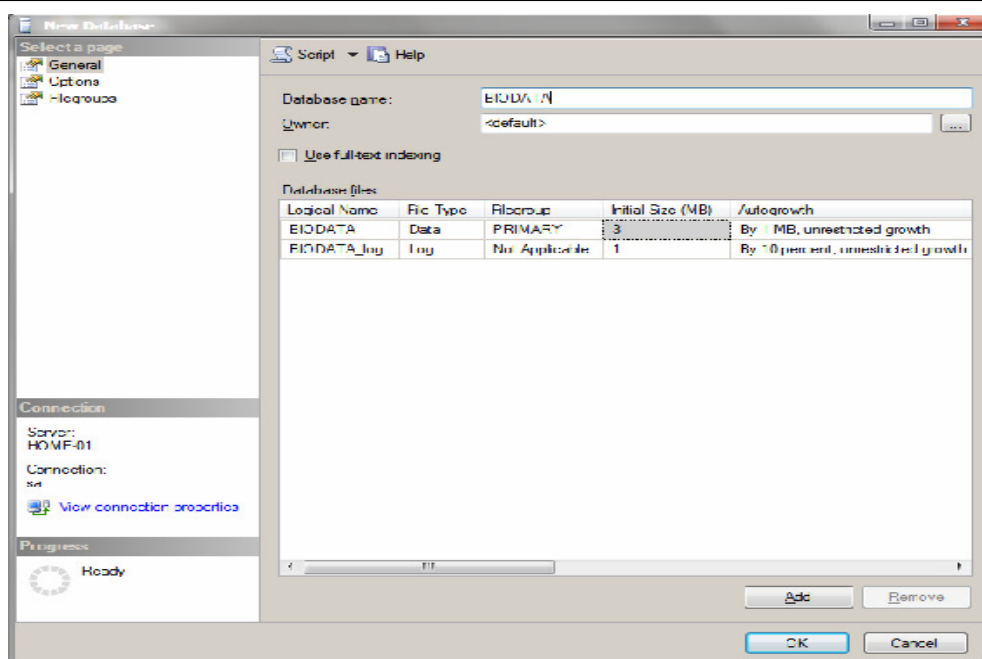 New Database
Select a page
General
Options
Filegroups
Script Help
Database name: BIODATA
Owner: <default> ...
Use full-text indexing
Database files:
Logical Name File Type Filegroup Initial Size (MB) Autogrowth
BIODATA Data PRIMARY 3 By 1 MB, unrestricted growth
BIODATA_log Log Not Applicable 1 By 10 percent, unrestricted growth
Connection
Server:
HOME-01
Connection:
sa
View connection properties
Progress
Ready
Add Remove
OK Cancel